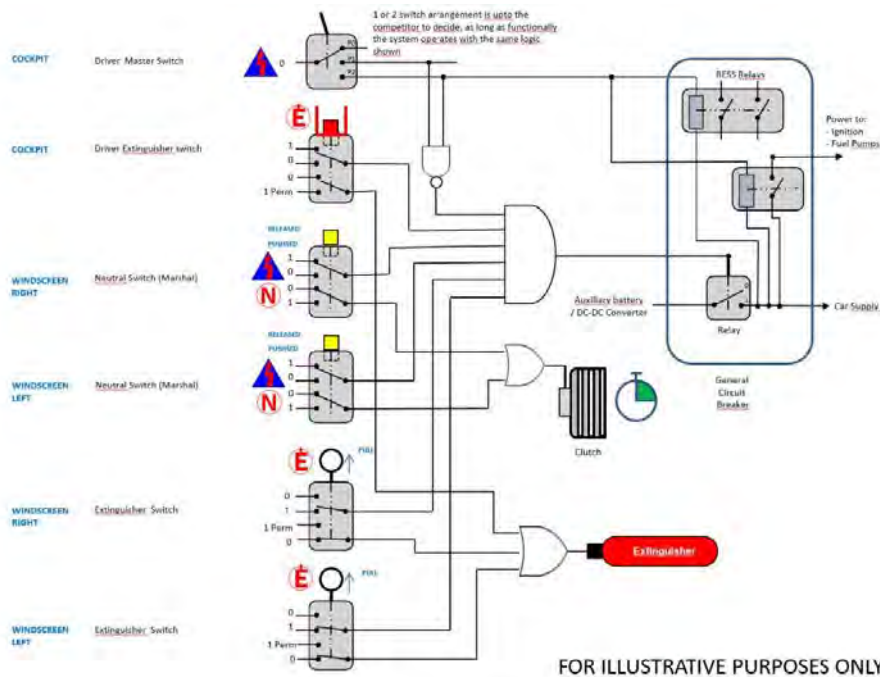 1 or 2 switch arrangement is upto the
competitor to decide, as long as functionally
the system operates with the same logic
shown
COCKPIT
Driver Master Switch
0
BESS Relays
Power to:
- Ignition
- Fuel Pumps
COCKPIT
Driver Extinguisher switch
E
1
0
0
1 Perm
RELEASED
PUSHED
WINDSCREEN
RIGHT
Neutral Switch (Marshal)
N
1
0
0
1
Auxiliary battery
/ DC-DC Converter
Relay
Car Supply
General
Circuit
Breaker
RELEASED
PUSHED
WINDSCREEN
LEFT
Neutral Switch (Marshal)
N
1
0
0
1
Clutch
WINDSCREEN
RIGHT
Extinguisher Switch
E
PULL
0
1
1 Perm
0
Extinguisher
WINDSCREEN
LEFT
Extinguisher Switch
E
PULL
0
1
1 Perm
0
FOR ILLUSTRATIVE PURPOSES ONLY